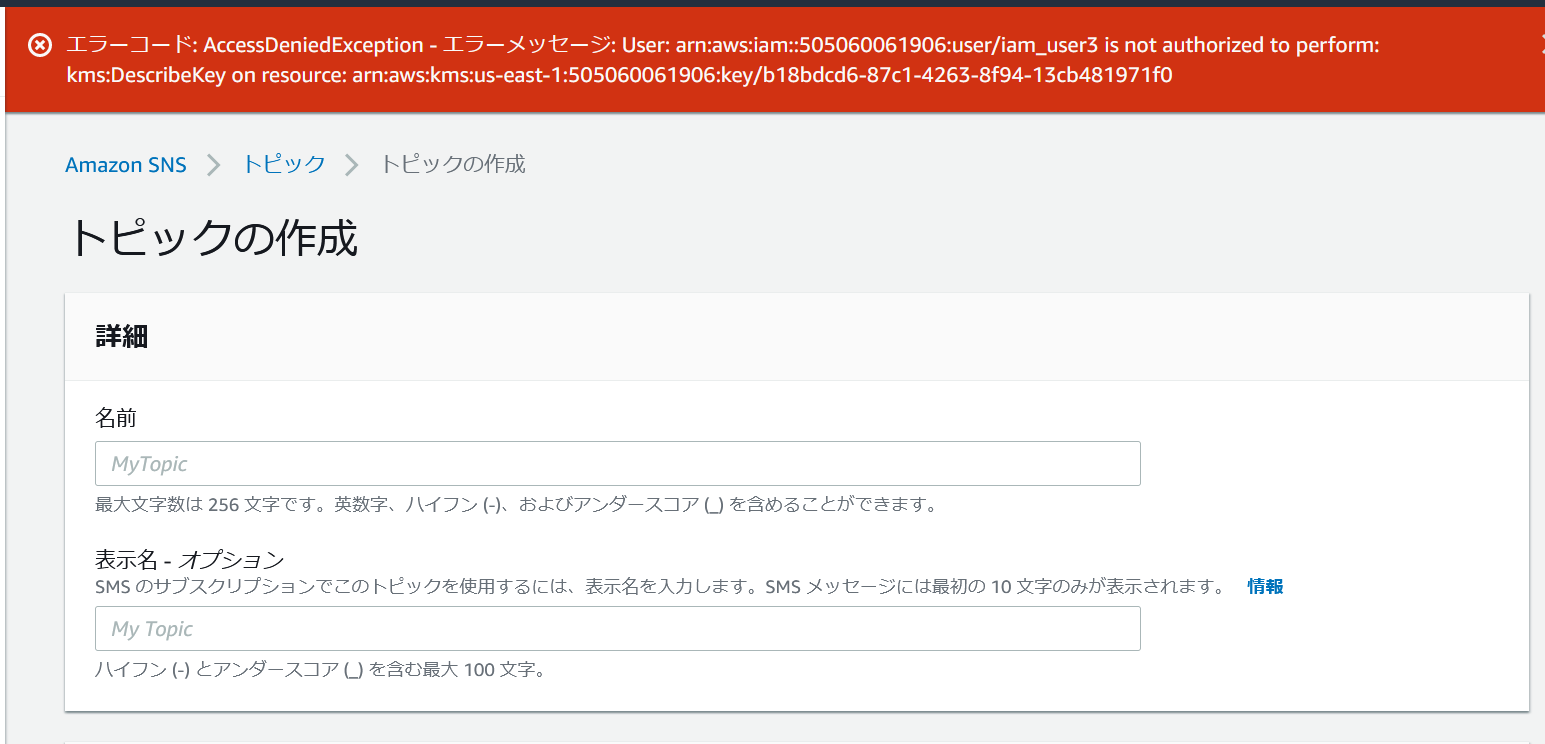 エラーコード: AccessDeniedException - エラーメッセージ: User: arn:aws:iam::505060061906:user/iam_user3 is not authorized to perform:
kms:DescribeKey on resource: arn:aws:kms:us-east-1:505060061906:key/b18bdcd6-87c1-4263-8f94-13cb481971f0
Amazon SNS > トピック > トピックの作成
トピックの作成
詳細
名前
MyTopic
最大文字数は 256 文字です。英数字、ハイフン (-)、およびアンダースコア (_) を含めることができます。
表示名 - オプション
SMS のサブスクリプションでこのトピックを使用するには、表示名を入力します。SMS メッセージには最初の 10 文字のみが表示されます。 情報
My Topic
ハイフン (-) とアンダースコア (_) を含む最大 100 文字。